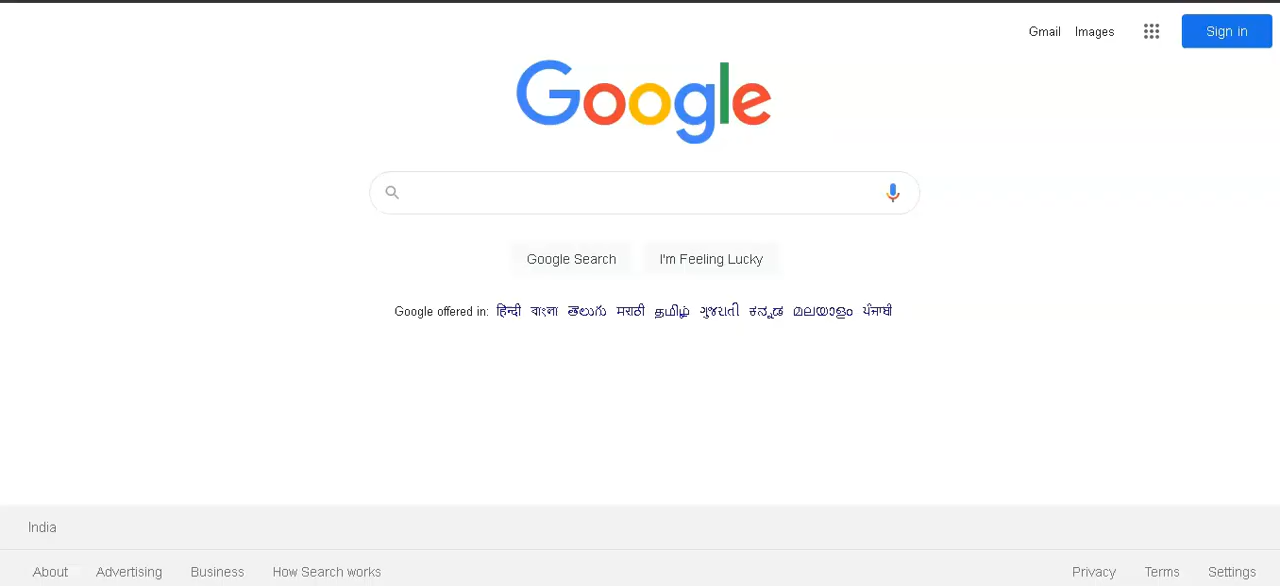 Gmail Images Sign in
Google
Google Search I'm Feeling Lucky
Google offered in: हिन्दी বাংলা తెలుగు मराठी தமிழ் ગુજરાતી ಕನ್ನಡ മലയാളം ਪੰਜਾਬੀ
India
About Advertising Business How Search works Privacy Terms Settings